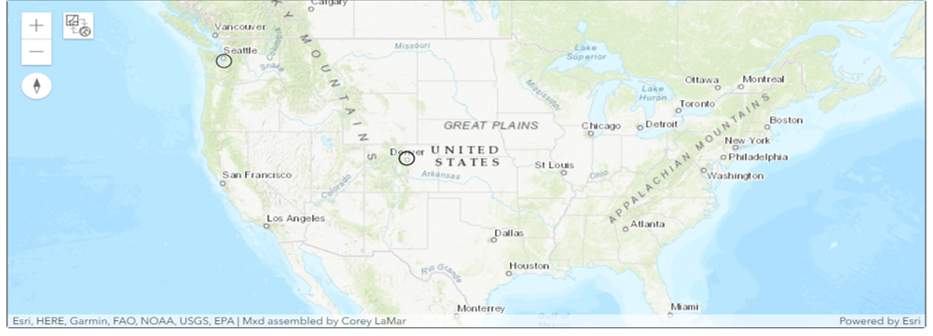 Calgary
Vancouver
Seattle
Columbia
Snake
ROCKY MOUNTAINS
Missouri
Lake
Superior
Mississippi
Lake
Huron
Ottawa
Montreal
Toronto
Boston
Chicago
Detroit
New York
Philadelphia
Washington
APPALACHIAN MOUNTAINS
GREAT PLAINS
UNITED
STATES
Denver
St Louis
Ohio
Arkansas
Colorado
San Francisco
Los Angeles
Atlanta
Dallas
Houston
Rio Grande
Monterrey
Miami
Gulf of
Esri, HERE, Garmin, FAO, NOAA, USGS, EPA | Mxd assembled by Corey LaMar
Powered by Esri